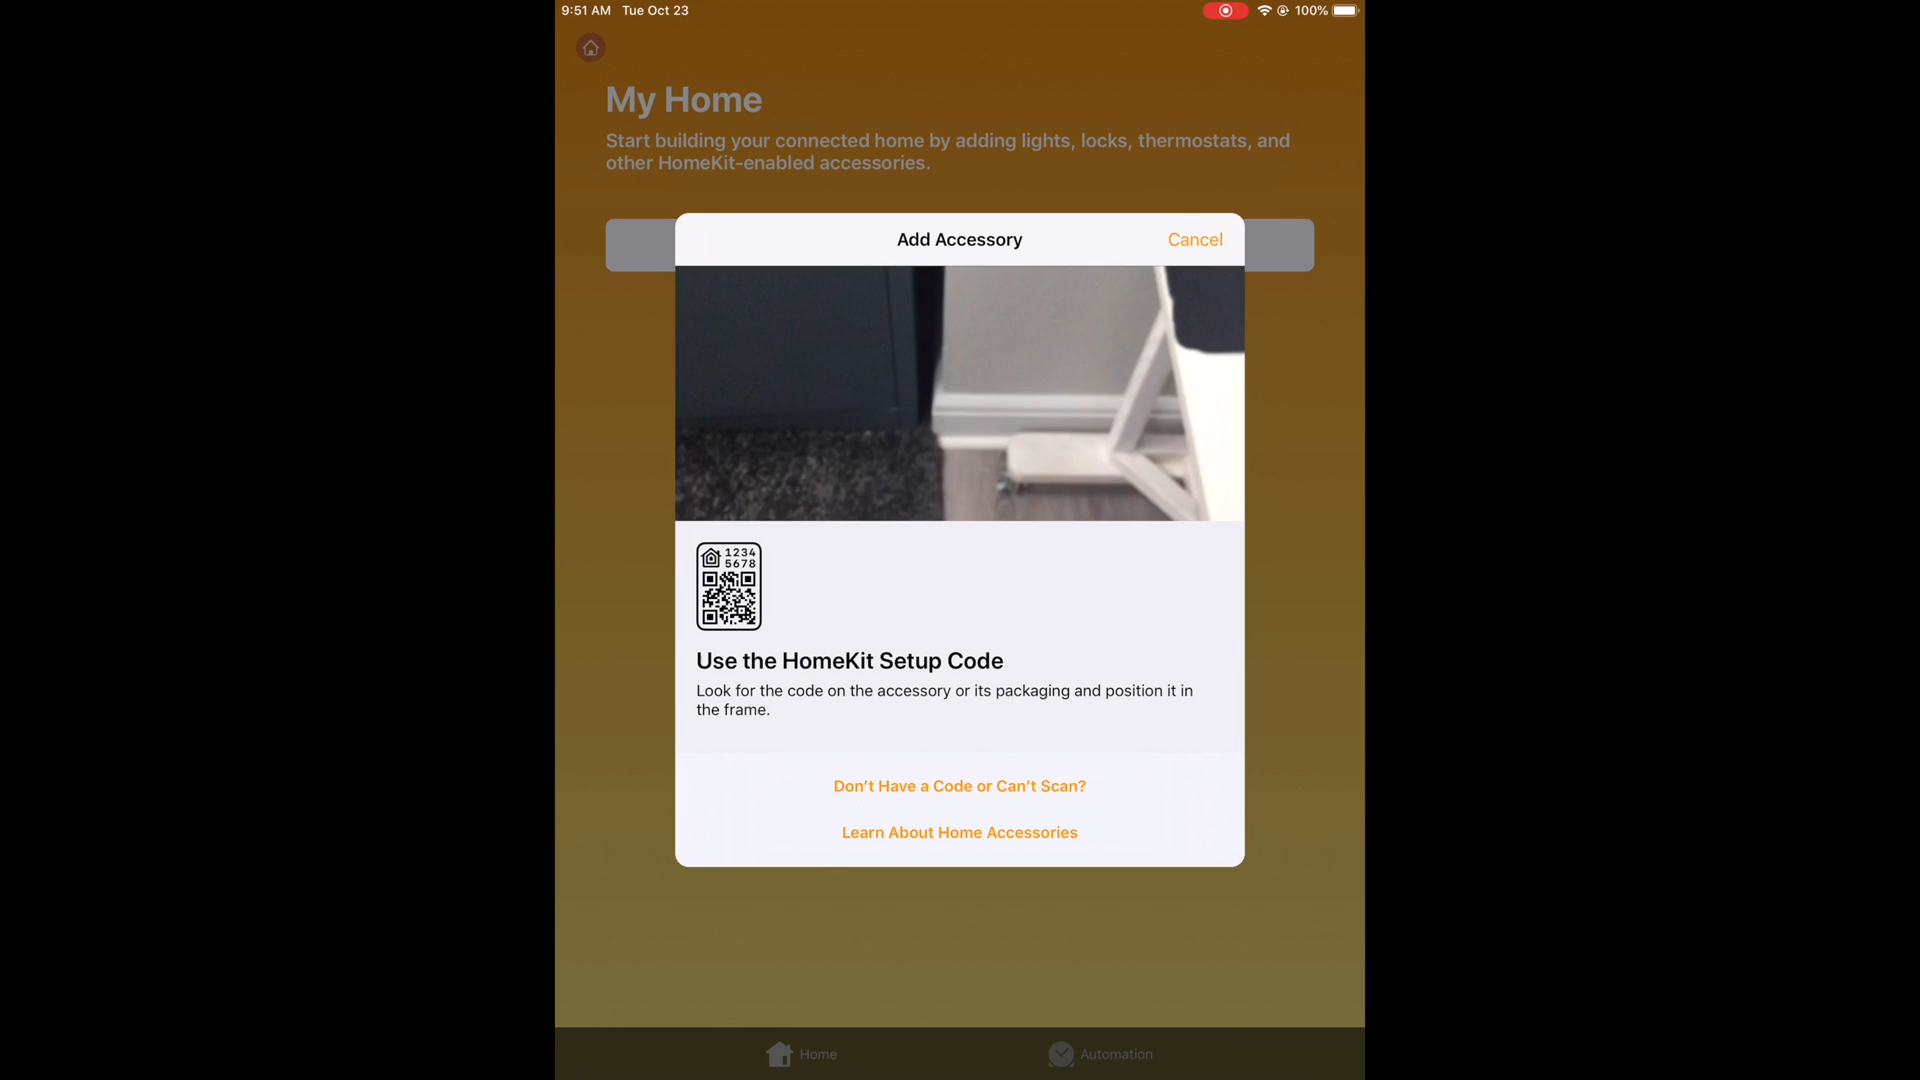 9:51 AM Tue Oct 23
100%
My Home
Start building your connected home by adding lights, locks, thermostats, and
other HomeKit-enabled accessories.
Add Accessory
Cancel
1234
5678
Use the HomeKit Setup Code
Look for the code on the accessory or its packaging and position it in
the frame.
Don’t Have a Code or Can’t Scan?
Learn About Home Accessories
Home
Automation